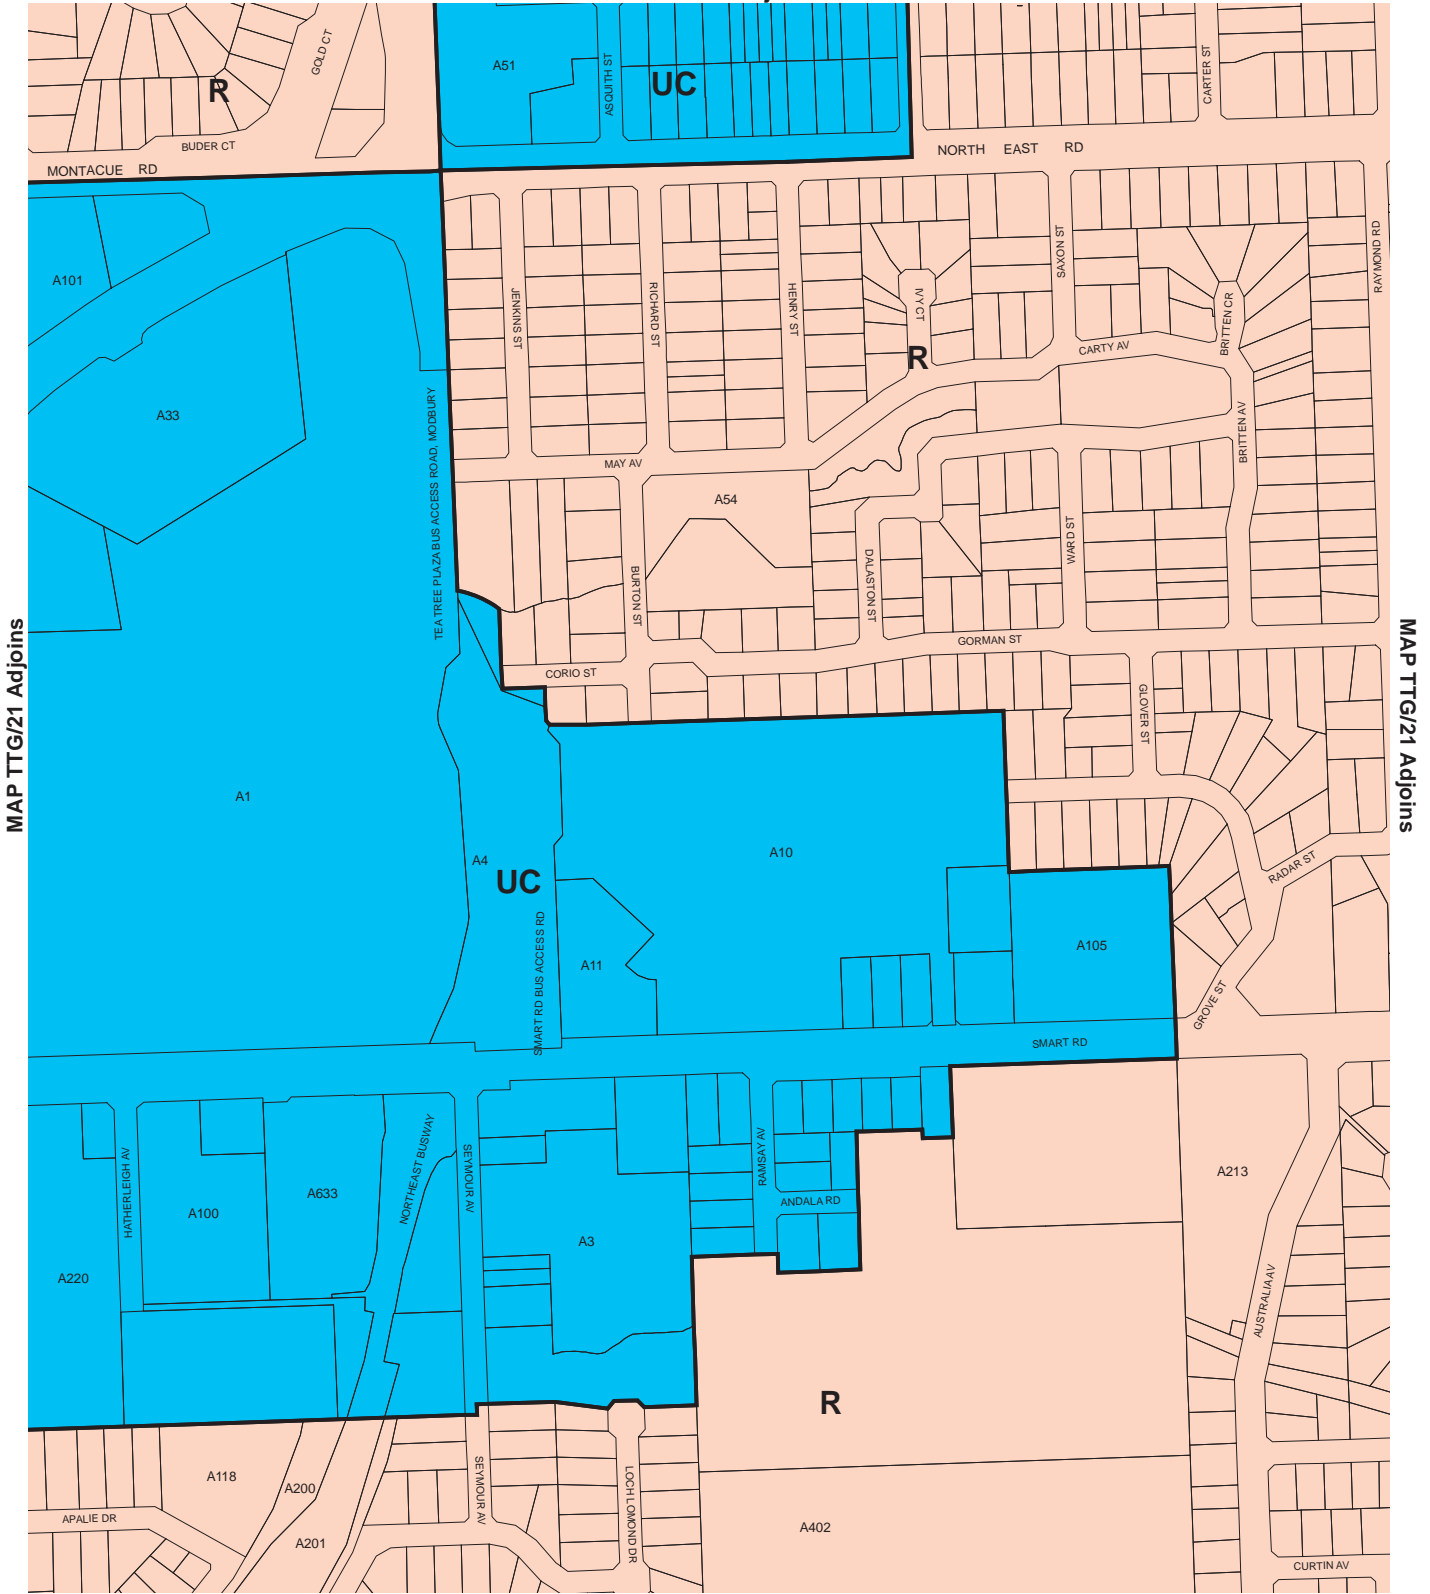 GOLD CT
A51
ASQUITH ST
UC
CARTER ST
R
BUDER CT
NORTH EAST RD
MONTACUE RD
RAYMOND RD
SAXON ST
A101
JENKINS ST
RICHARD ST
HENRY ST
IVY CT
BRITTEN CR
CARTY AV
R
A33
TEA TREE PLAZA BUS ACCESS ROAD, MODBURY
BRITTEN AV
MAY AV
A54
WARD ST
DALASTON ST
BURTON ST
GORMAN ST
CORIO ST
GLOVER ST
MAP TTG/21 Adjoins
MAP TTG/21 Adjoins
A1
A10
A4
UC
RADAR ST
SMART RD BUS ACCESS RD
A11
A105
GROVE ST
SMART RD
HATHERLEIGH AV
NORTHEAST BUSWAY
SEYMOUR AV
RAMSAY AV
A213
A633
A100
ANDALA RD
A3
A220
AUSTRALIA AV
R
A118
A200
SEYMOUR AV
LOCH LOMOND DR
APALIE DR
A201
A402
CURTIN AV